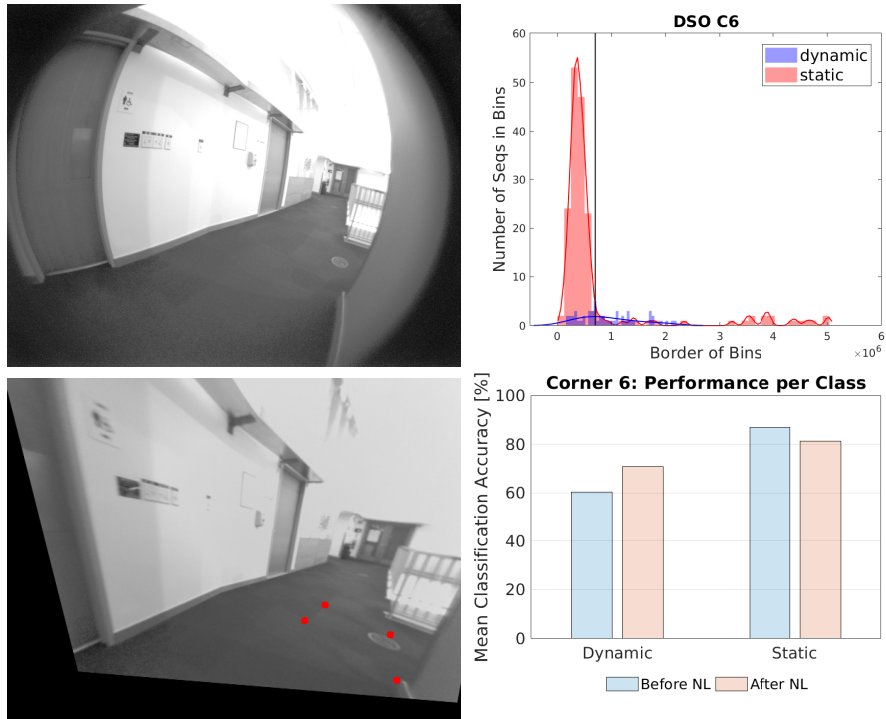 DSO C6
60
50
40
30
20
10
0
Number of Seqs in Bins
dynamic
static
0 1 2 3 4 5 6
Border of Bins
×10⁶
Corner 6: Performance per Class
100
80
60
40
20
0
Mean Classification Accuracy [%]
Dynamic Static
Before NL After NL